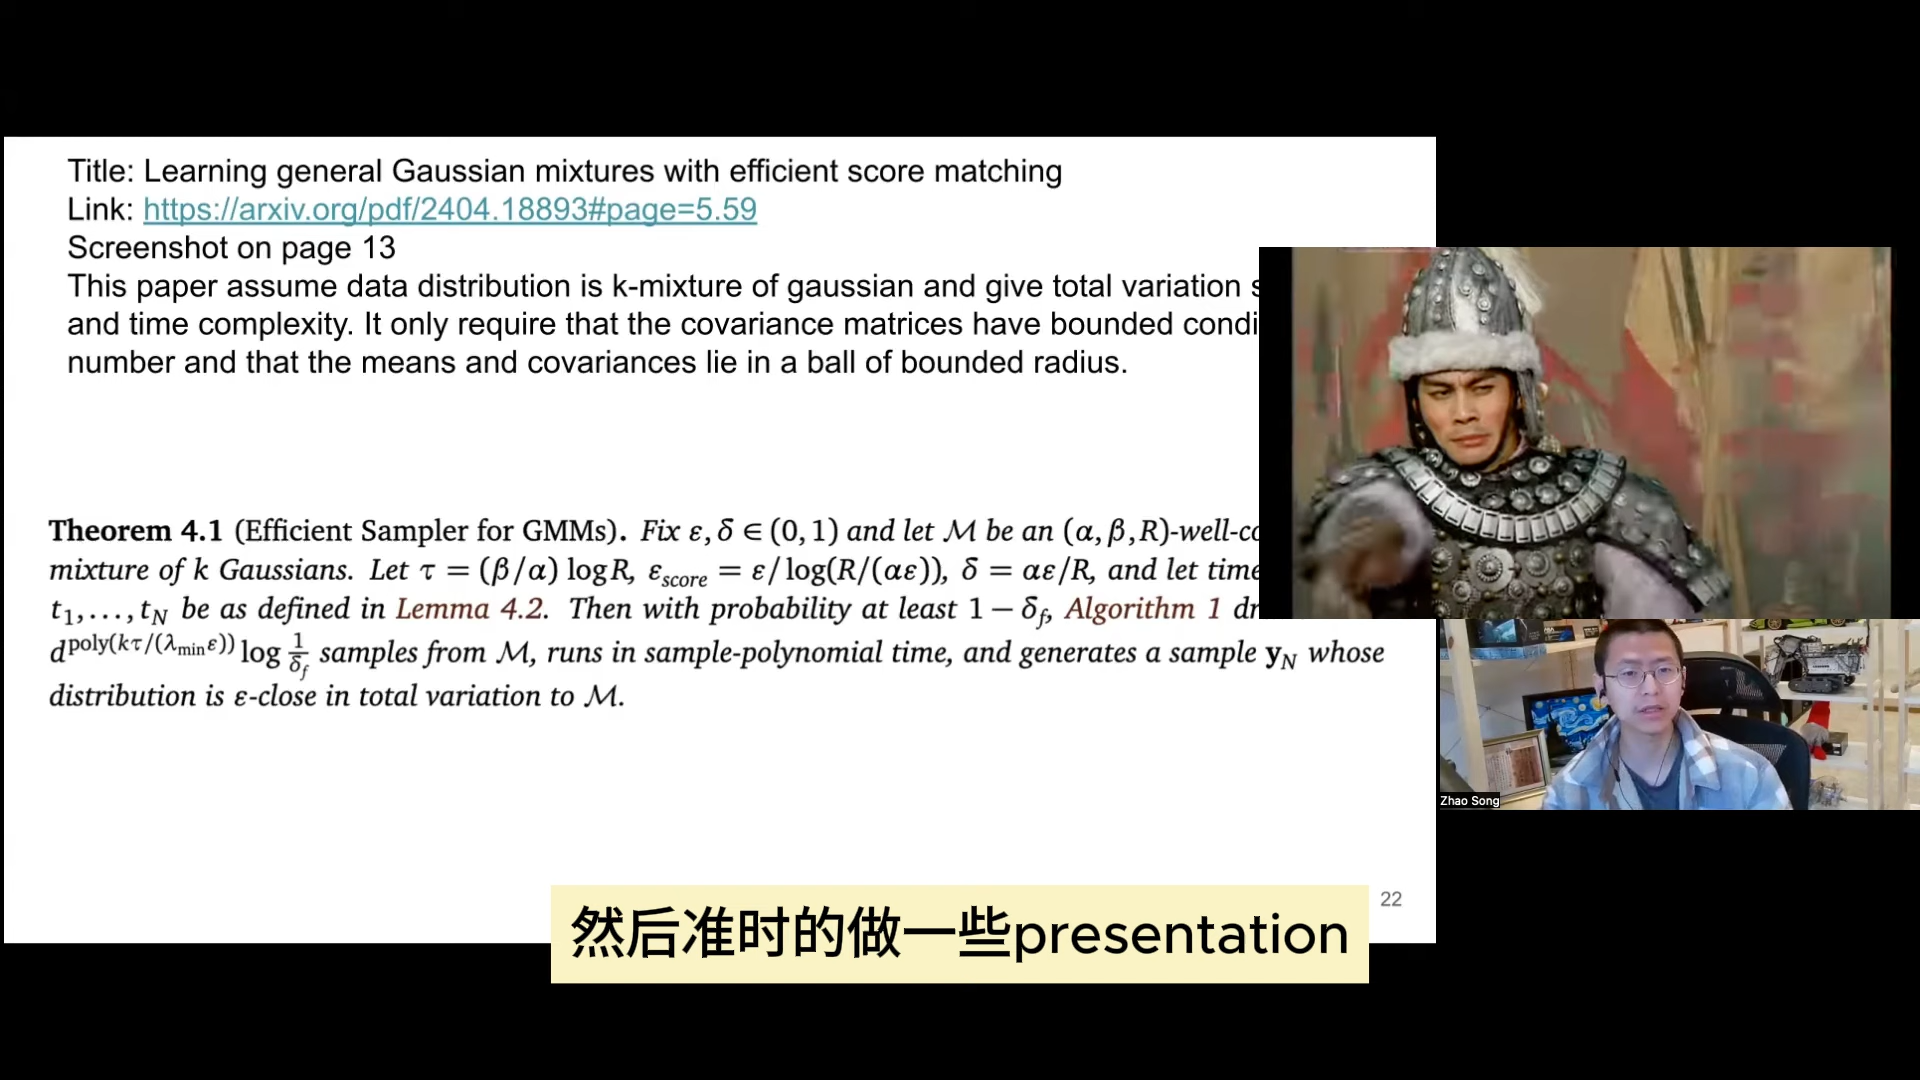 Title: Learning general Gaussian mixtures with efficient score matching
Link: https://arxiv.org/pdf/2404.18893#page=5.59
Screenshot on page 13
This paper assume data distribution is k-mixture of gaussian and give total variation
and time complexity. It only require that the covariance matrices have bounded condi
number and that the means and covariances lie in a ball of bounded radius.
Theorem 4.1 (Efficient Sampler for GMMs). Fix ε, δ ∈ (0, 1) and let ℳ be an (α, β, R)-well-co
mixture of k Gaussians. Let τ = (β/α) log R, ε_score = ε/ log(R/(αε)), δ = αε/R, and let time
t₁, . . . , t_N be as defined in Lemma 4.2. Then with probability at least 1 − δ_f, Algorithm 1 dr
d^poly(kτ/(λ_min ε)) log 1/δ_f samples from ℳ, runs in sample-polynomial time, and generates a sample y_N whose
distribution is ε-close in total variation to ℳ.
Zhao Song
22
然后准时的做一些presentation